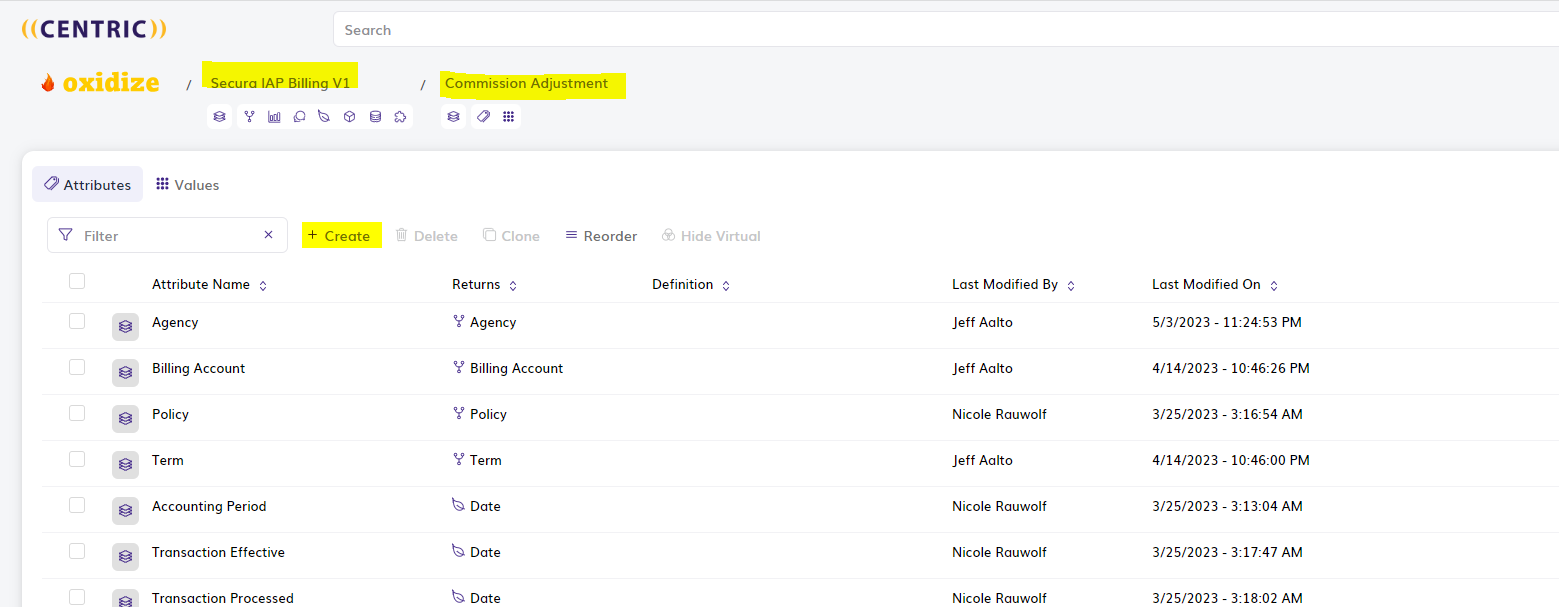 ((CENTRIC))
Search
oxidize / Secura IAP Billing V1 / Commission Adjustment
Attributes Values
Filter × + Create Delete Clone Reorder Hide Virtual
Attribute Name Returns Definition Last Modified By Last Modified On
Agency Agency Jeff Aalto 5/3/2023 - 11:24:53 PM
Billing Account Billing Account Jeff Aalto 4/14/2023 - 10:46:26 PM
Policy Policy Nicole Rauwolf 3/25/2023 - 3:16:54 AM
Term Term Jeff Aalto 4/14/2023 - 10:46:00 PM
Accounting Period Date Nicole Rauwolf 3/25/2023 - 3:13:04 AM
Transaction Effective Date Nicole Rauwolf 3/25/2023 - 3:17:47 AM
Transaction Processed Date Nicole Rauwolf 3/25/2023 - 3:18:02 AM